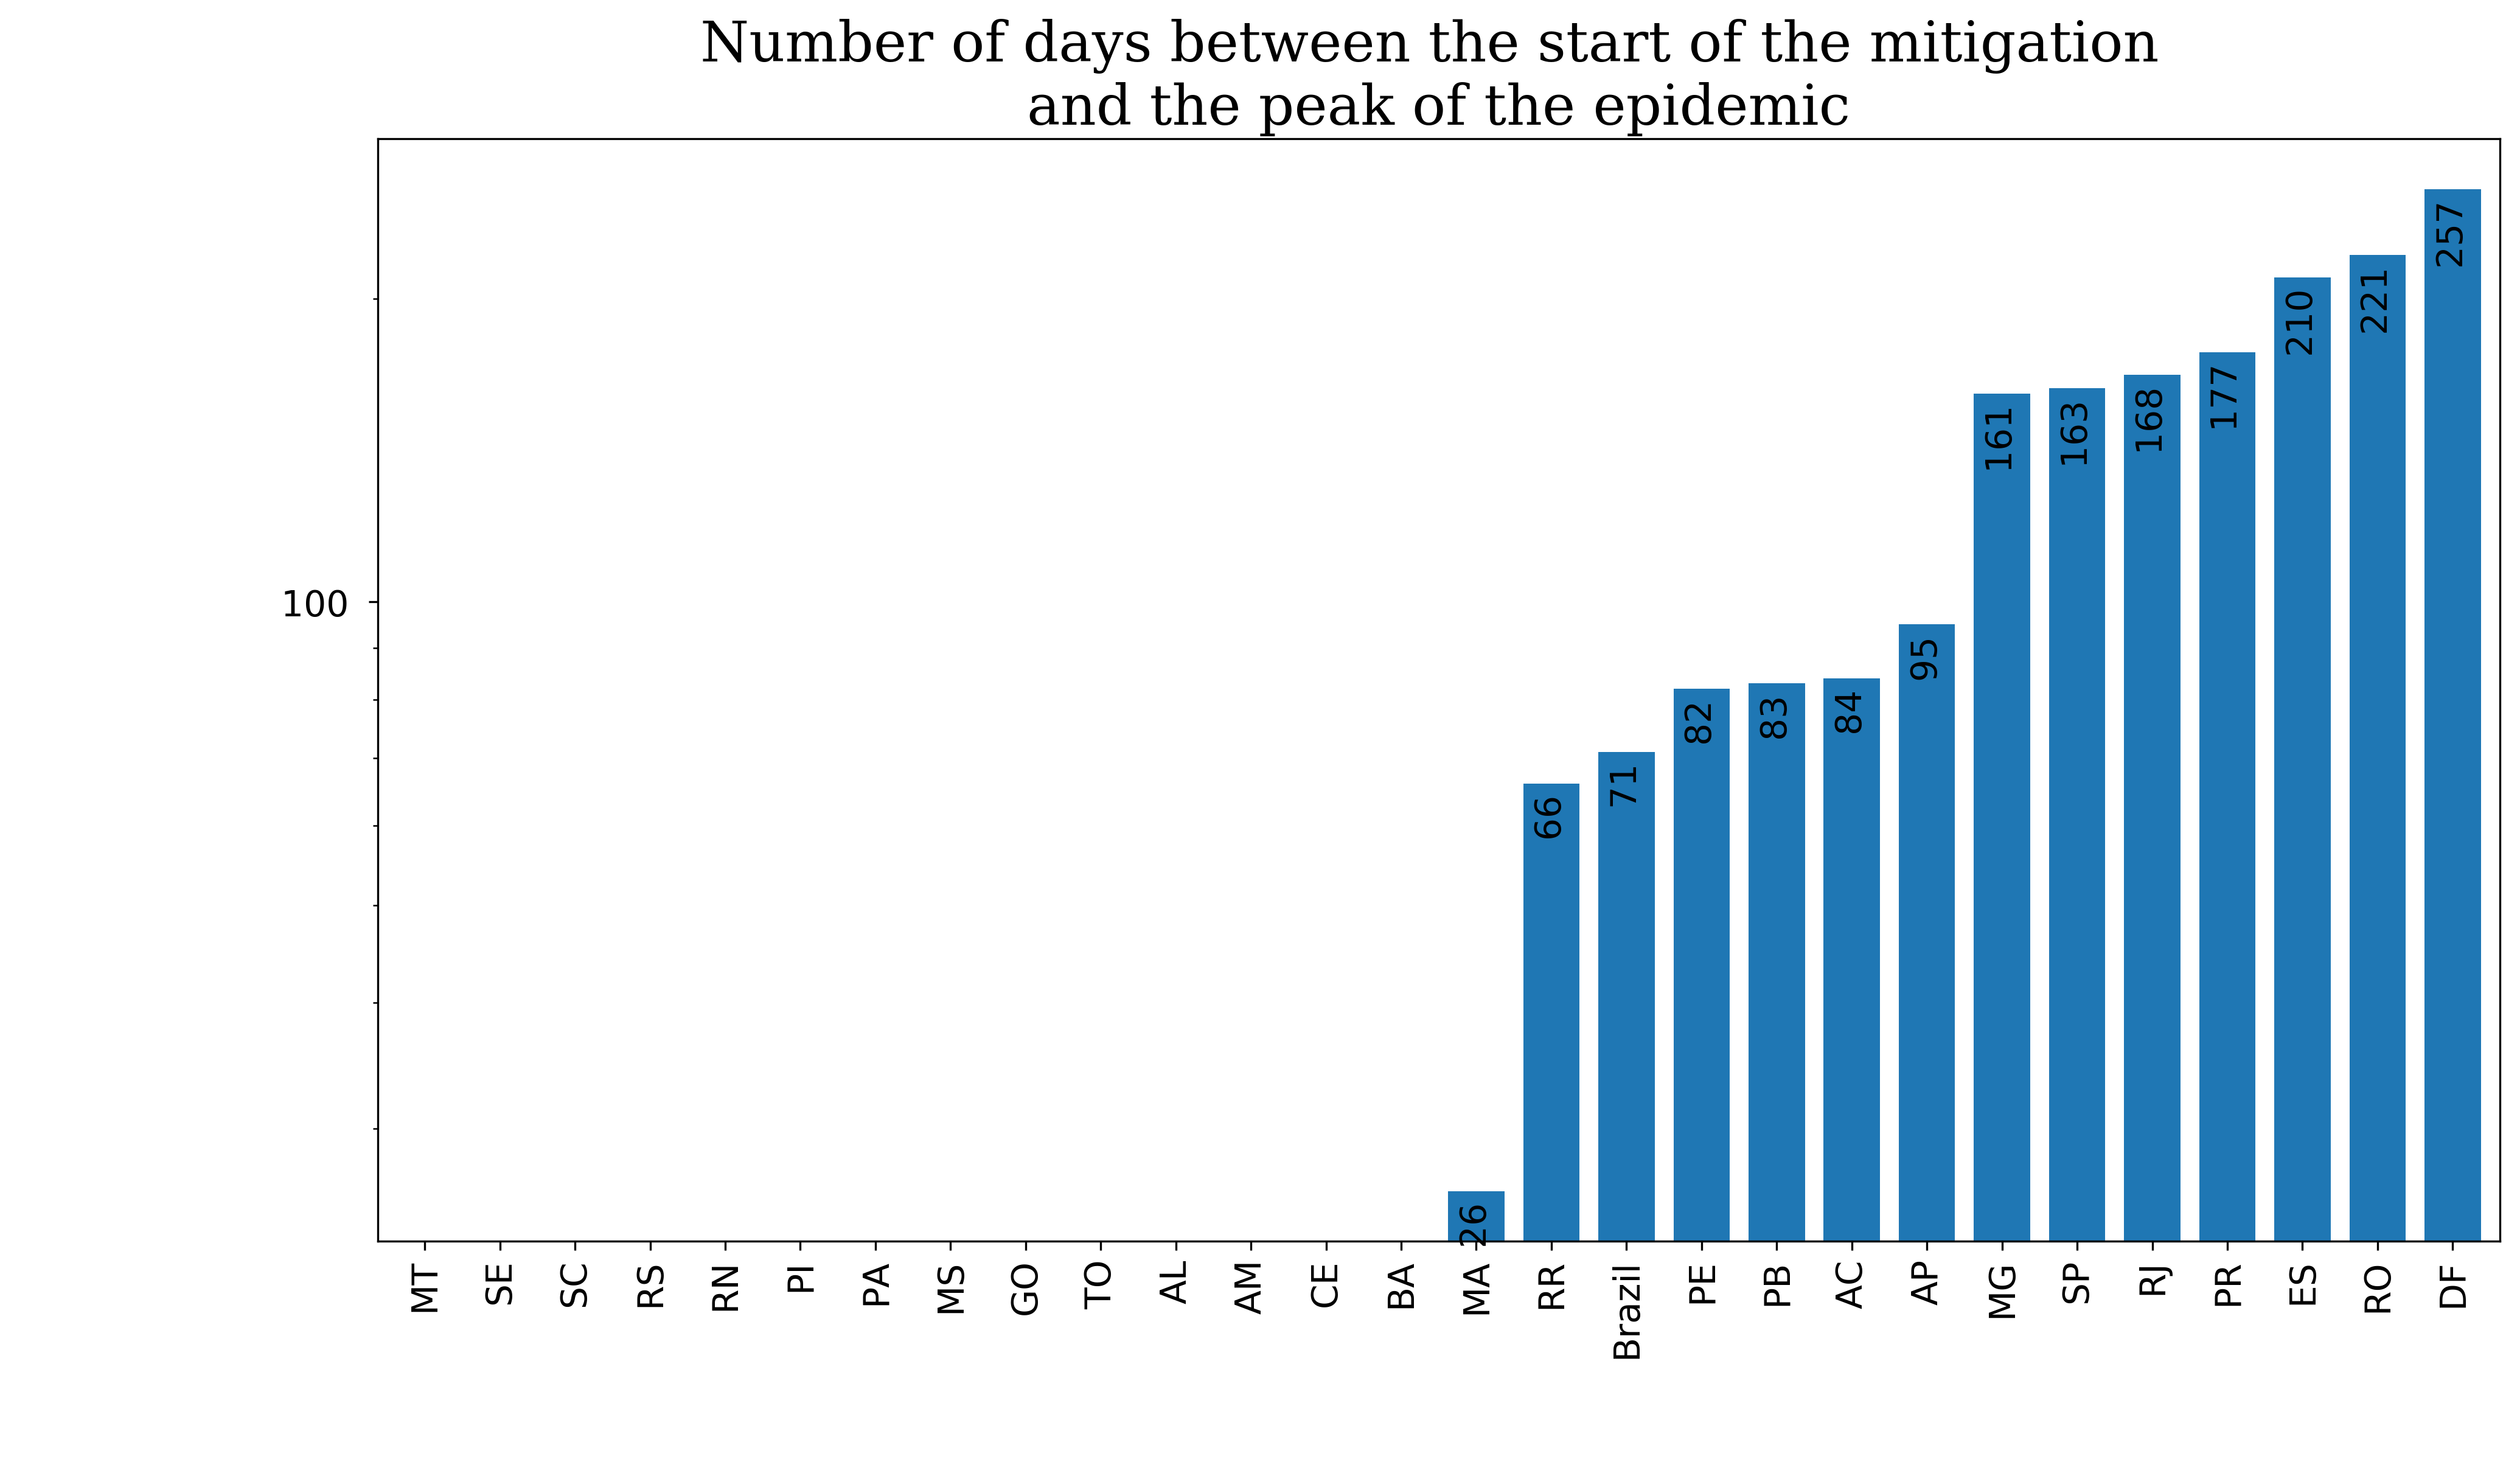 Number of days between the start of the mitigation
and the peak of the epidemic
100
26
66
71
82
83
84
95
161
163
168
177
210
221
257
MT
SE
SC
RS
RN
PI
PA
MS
GO
TO
AL
AM
CE
BA
MA
RR
Brazil
PE
PB
AC
AP
MG
SP
RJ
PR
ES
RO
DF